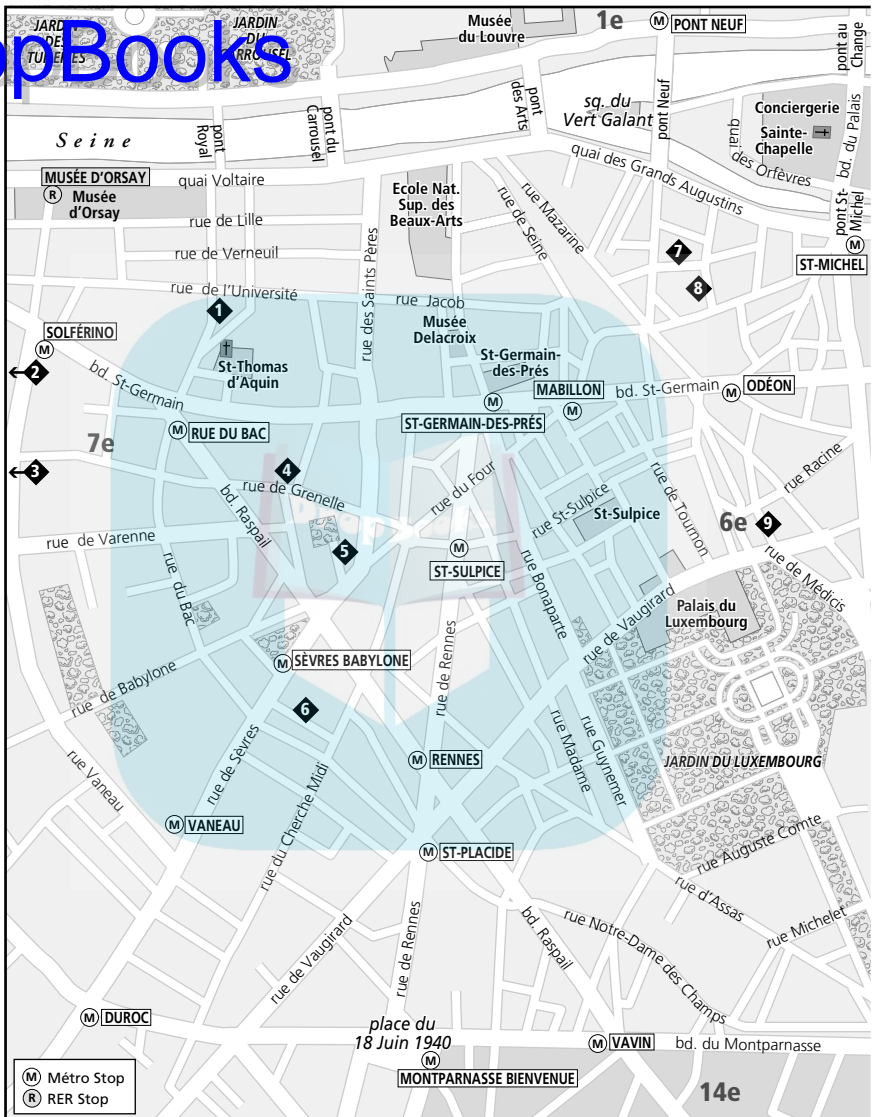 JARDIN
DES
TUILERIES
JARDIN
DU
CARROUSEL
opBooks
Musée
du Louvre
1e
M PONT NEUF
pont au
Change
pont
Royal
pont du
Carrousel
pont
des Arts
sq. du
Vert Galant
pont Neuf
Conciergerie
Sainte-
Chapelle
bd. du Palais
quai
des Orfèvres
Seine
MUSÉE D'ORSAY
R Musée
d'Orsay
quai Voltaire
quai des Grands Augustins
Ecole Nat.
Sup. des
Beaux-Arts
rue Mazarine
rue de Seine
rue de Lille
rue de Verneuil
rue des Saints Pères
pont St-
Michel
M
ST-MICHEL
7
8
rue de l'Université
rue Jacob
1
SOLFÉRINO
M
2
St-Thomas
d'Aquin
Musée
Delacroix
St-Germain-
des-Prés
MABILLON
M
bd. St-Germain
M ODÉON
bd. St-Germain
M
ST-GERMAIN-DES-PRÉS
M RUE DU BAC
7e
3
4
rue de Grenelle
rue du Four
rue St-Sulpice
St-Sulpice
rue de Tournon
rue Racine
6e
9
DropBooks
rue de Varenne
bd. Raspail
5
M
ST-SULPICE
rue Bonaparte
rue de Médicis
rue du Bac
Palais du
Luxembourg
rue de Vaugirard
rue de Babylone
M SÈVRES BABYLONE
rue de Rennes
6
rue de Sèvres
rue Madame
rue Guynemer
JARDIN DU LUXEMBOURG
M RENNES
rue Vaneau
M VANEAU
rue du Cherche Midi
M ST-PLACIDE
rue Auguste Comte
rue d'Assas
rue Michelet
rue de Vaugirard
rue de Rennes
bd. Raspail
rue Notre-Dame des Champs
M DUROC
place du
18 Juin 1940
M
MONTPARNASSE BIENVENUE
M VAVIN
bd. du Montparnasse
14e
M Métro Stop
R RER Stop